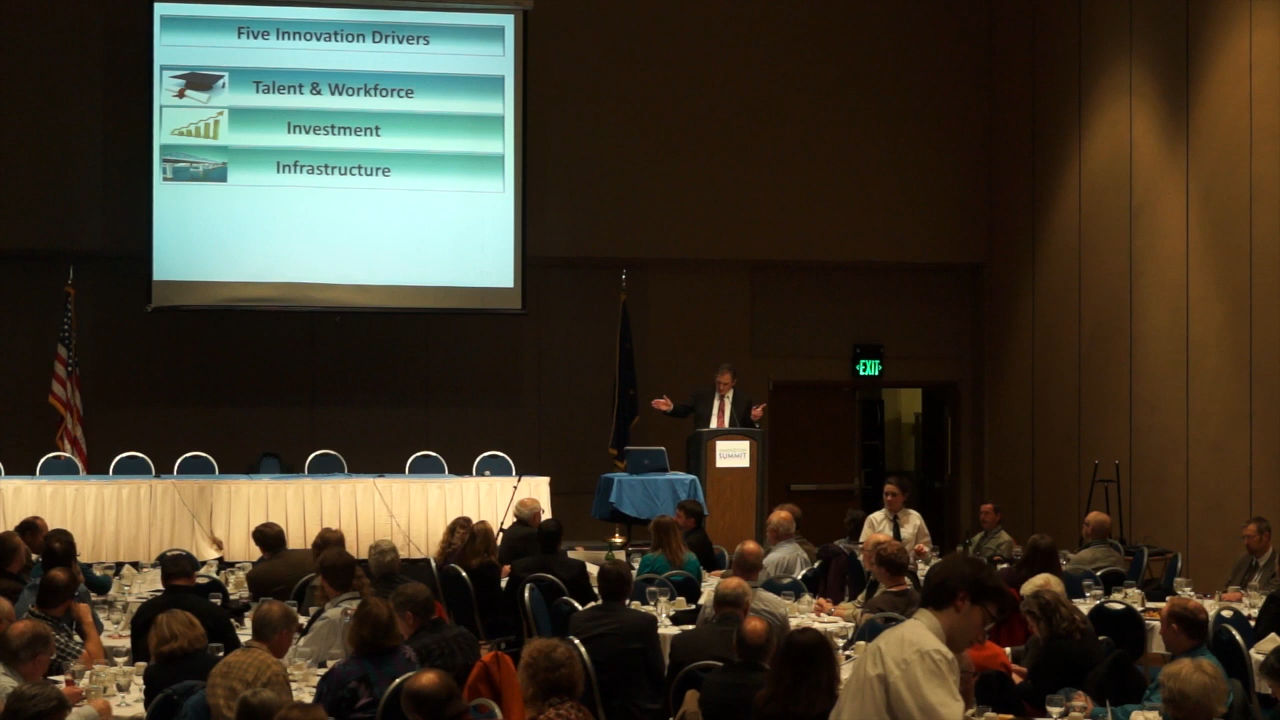 Five Innovation Drivers
Talent & Workforce
Investment
Infrastructure
EXIT
SUMMIT